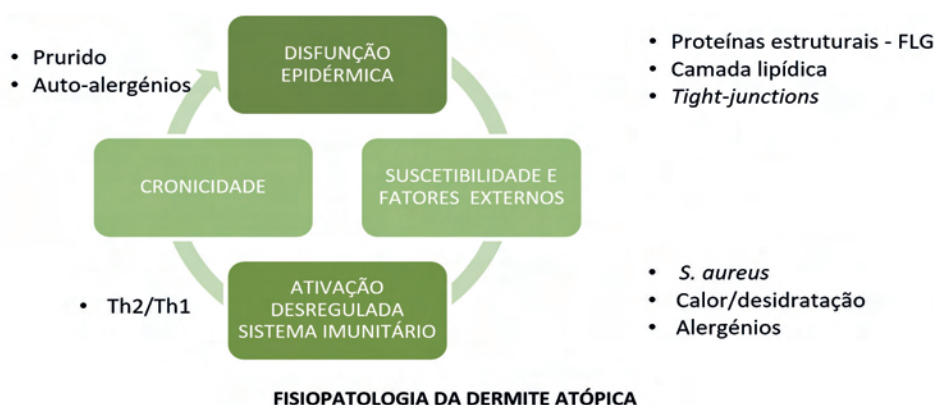 DISFUNÇÃO
EPIDÉRMICA
• Proteínas estruturais - FLG
• Camada lipídica
• Tight-junctions
• Prurido
• Auto-alergénios
CRONICIDADE
SUSCETIBILIDADE E
FATORES EXTERNOS
ATIVAÇÃO
DESREGULADA
SISTEMA IMUNITÁRIO
• Th2/Th1
• S. aureus
• Calor/desidratação
• Alergénios
FISIOPATOLOGIA DA DERMITE ATÓPICA